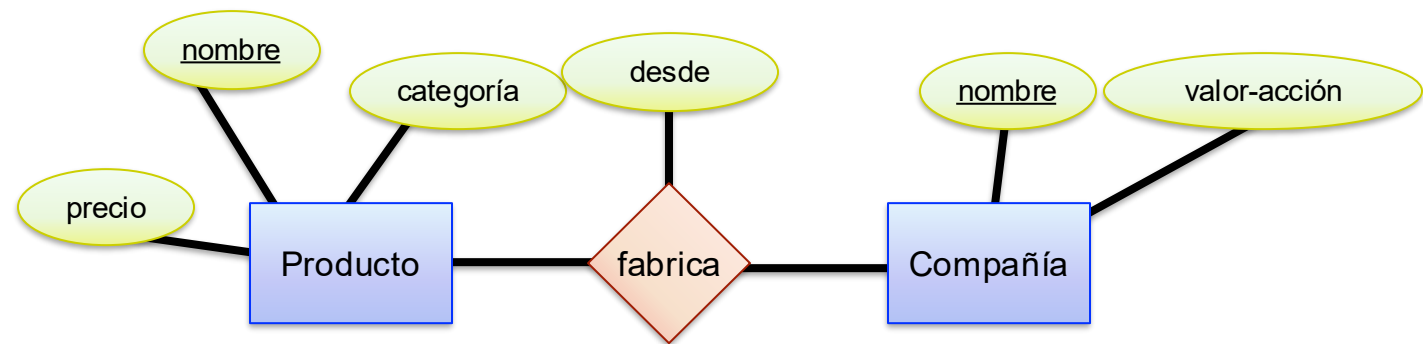 nombre
categoría
desde
nombre
valor-acción
precio
Producto
fabrica
Compañía